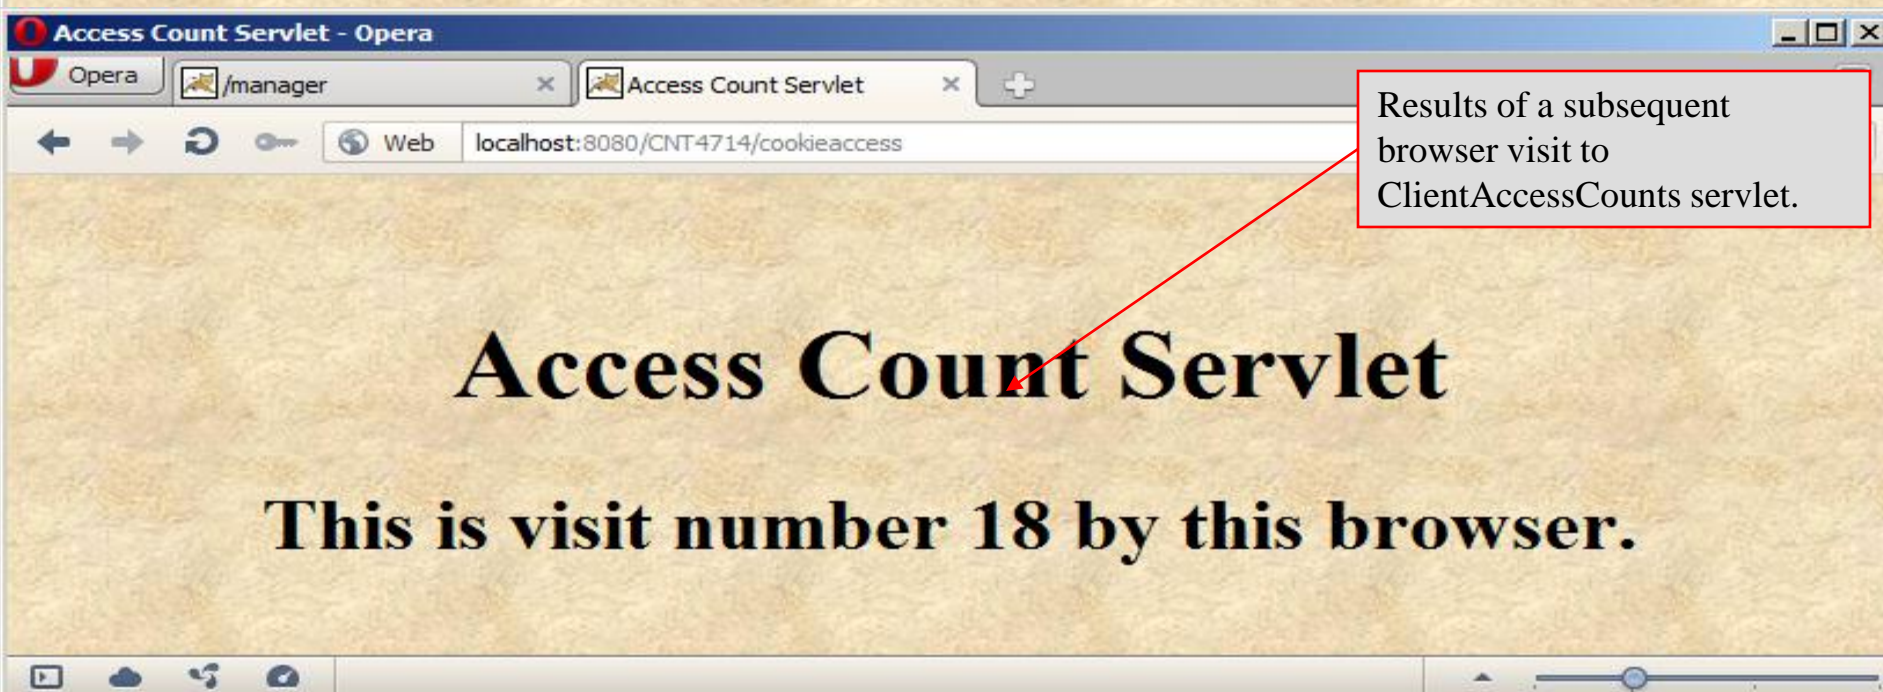 Access Count Servlet - Opera
Opera
/manager
Access Count Servlet
Web
localhost:8080/CNT4714/cookieaccess
Results of a subsequent
browser visit to
ClientAccessCounts servlet.
Access Count Servlet
This is visit number 18 by this browser.